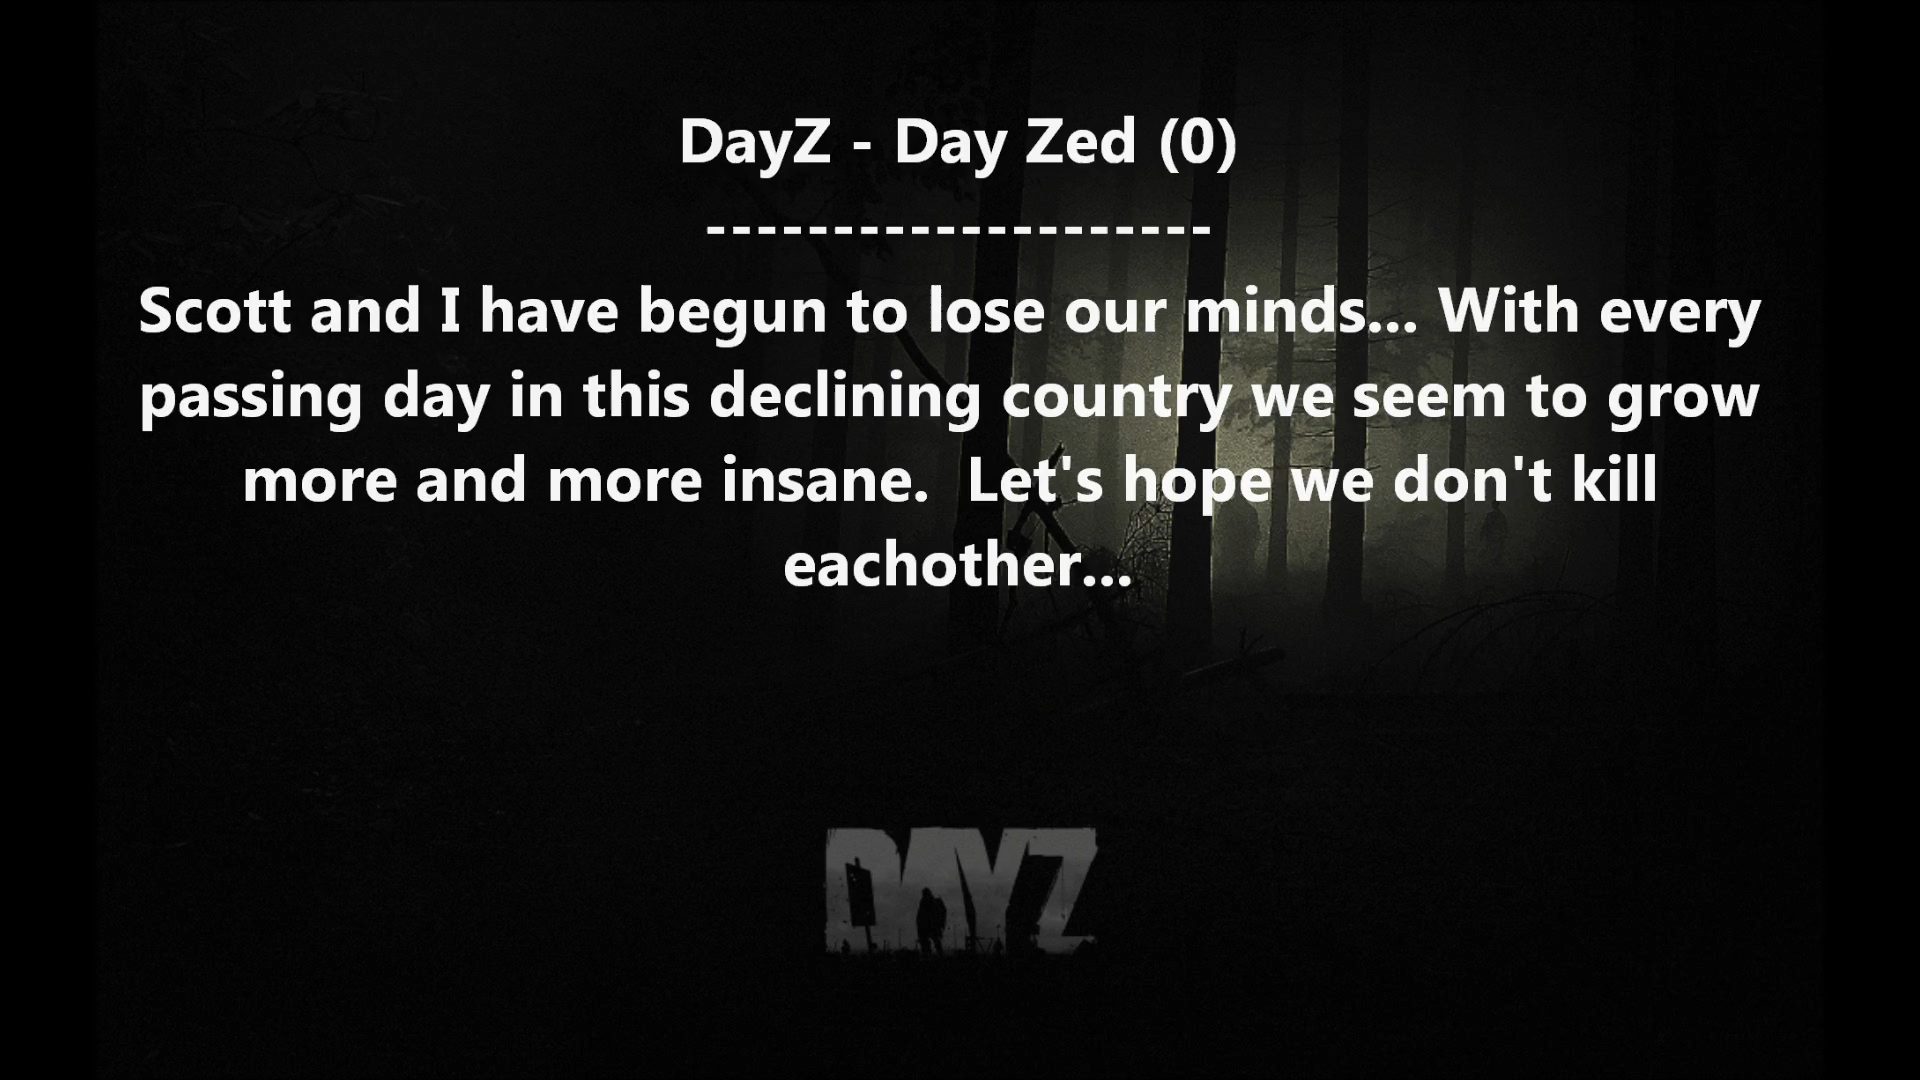 DayZ - Day Zed (0)
--------------------
Scott and I have begun to lose our minds... With every
passing day in this declining country we seem to grow
more and more insane.  Let's hope we don't kill
eachother...
DAYZ